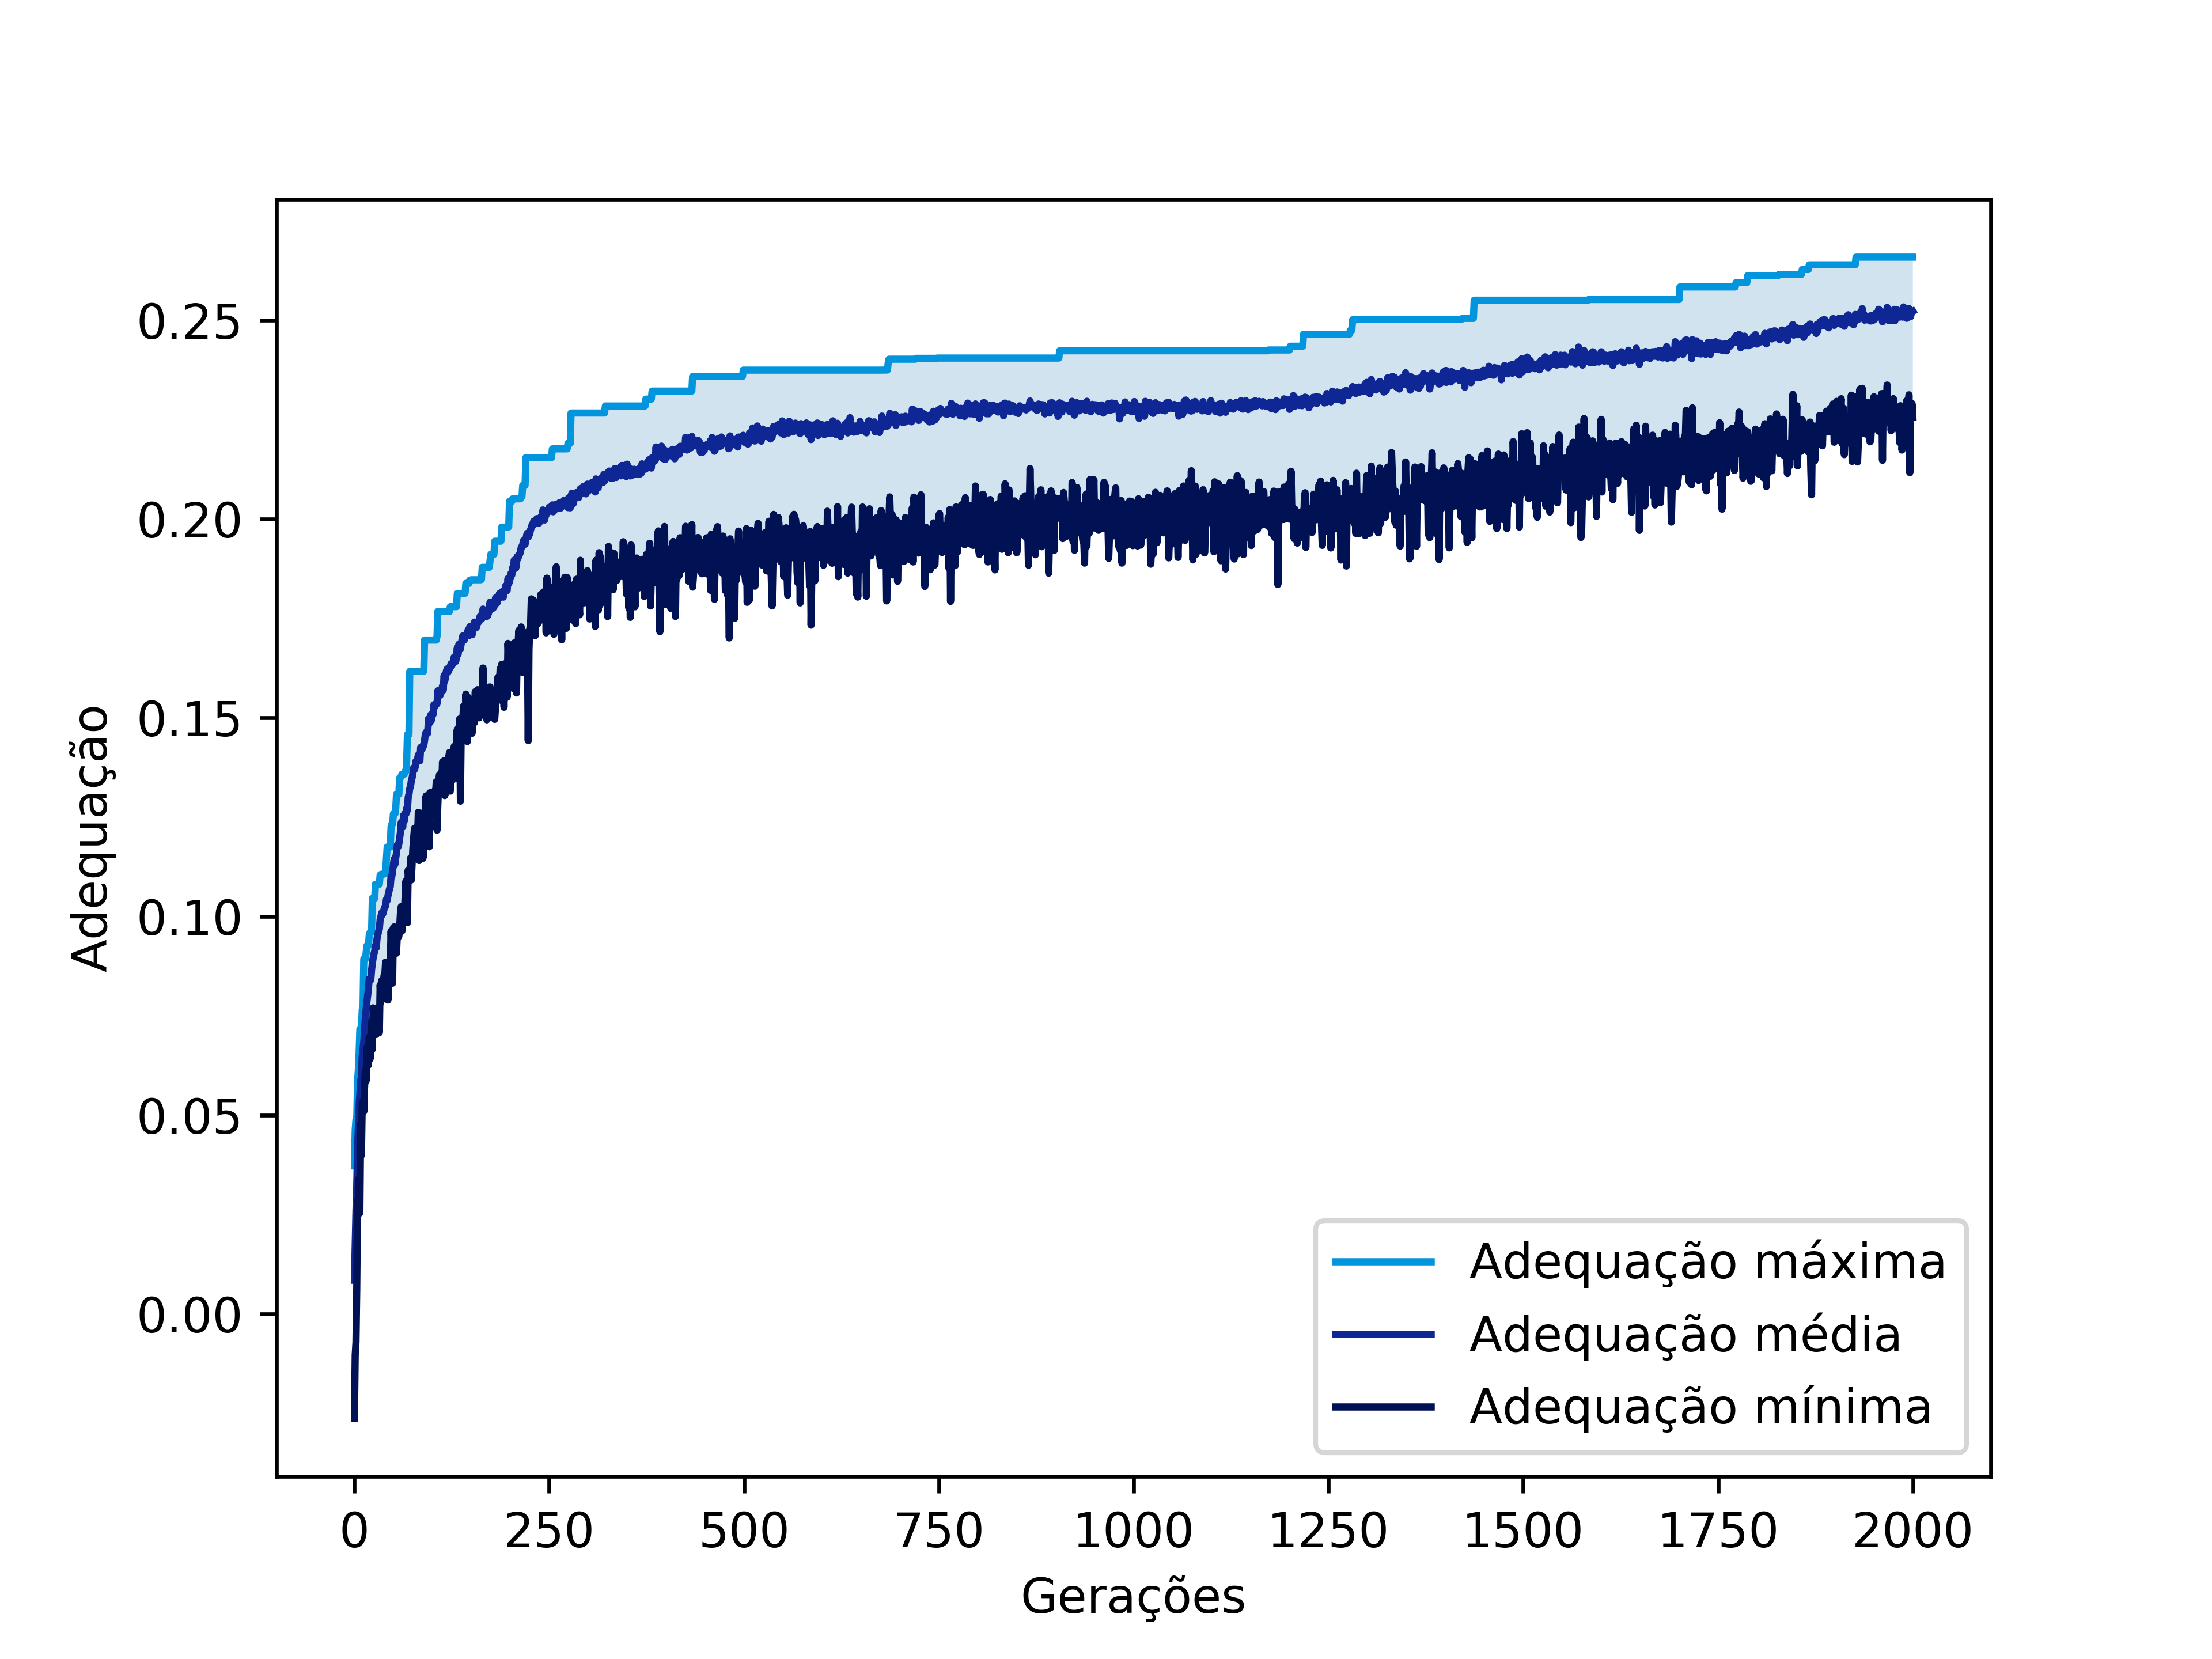 0.25
0.20
0.15
0.10
0.05
0.00
Adequação
0 250 500 750 1000 1250 1500 1750 2000
Gerações
Adequação máxima
Adequação média
Adequação mínima